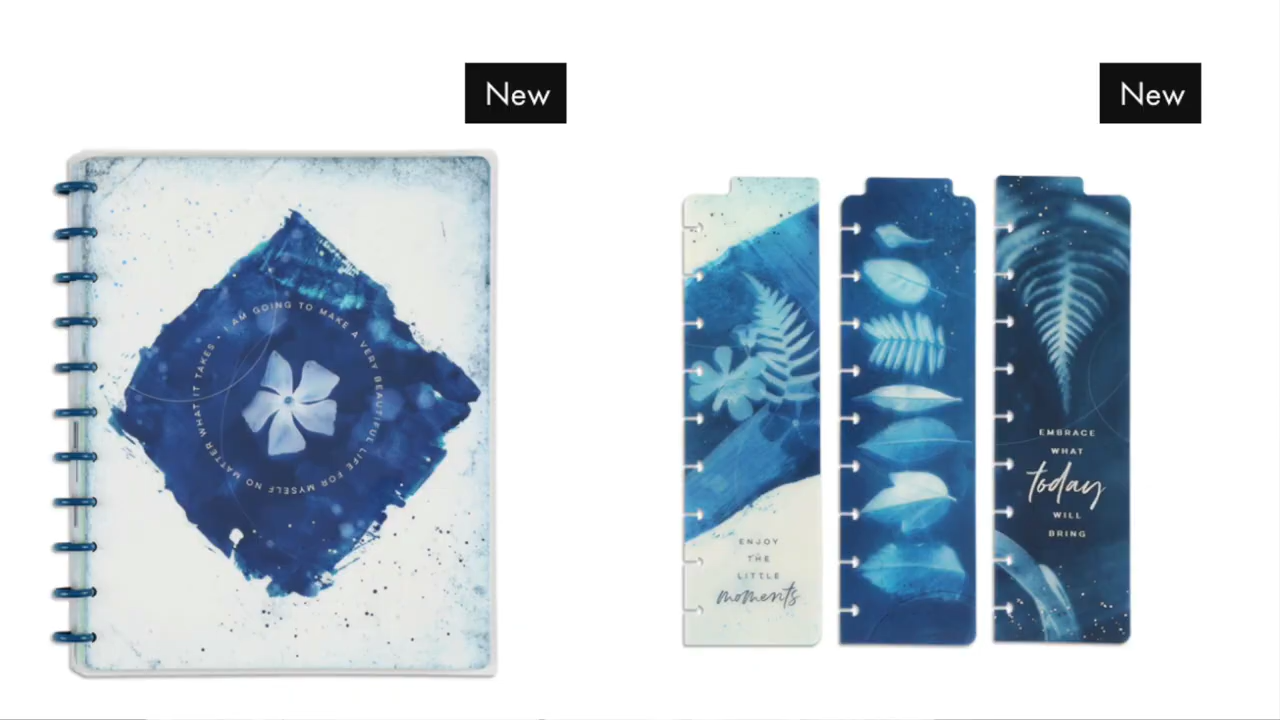 New
New
I AM GOING TO MAKE A VERY BEAUTIFUL LIFE FOR MYSELF NO MATTER WHAT IT TAKES •
ENJOY
THE
LITTLE
moments
EMBRACE
WHAT
today
WILL
BRING